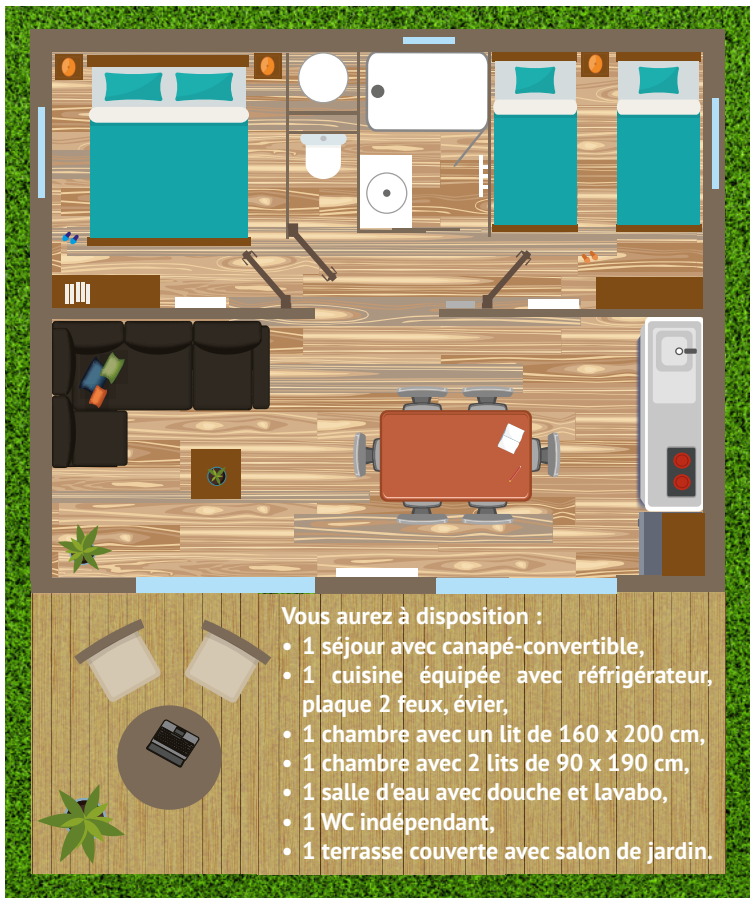 Vous aurez à disposition :
• 1 séjour avec canapé-convertible,
• 1 cuisine équipée avec réfrigérateur,
plaque 2 feux, évier,
• 1 chambre avec un lit de 160 x 200 cm,
• 1 chambre avec 2 lits de 90 x 190 cm,
• 1 salle d'eau avec douche et lavabo,
• 1 WC indépendant,
• 1 terrasse couverte avec salon de jardin.